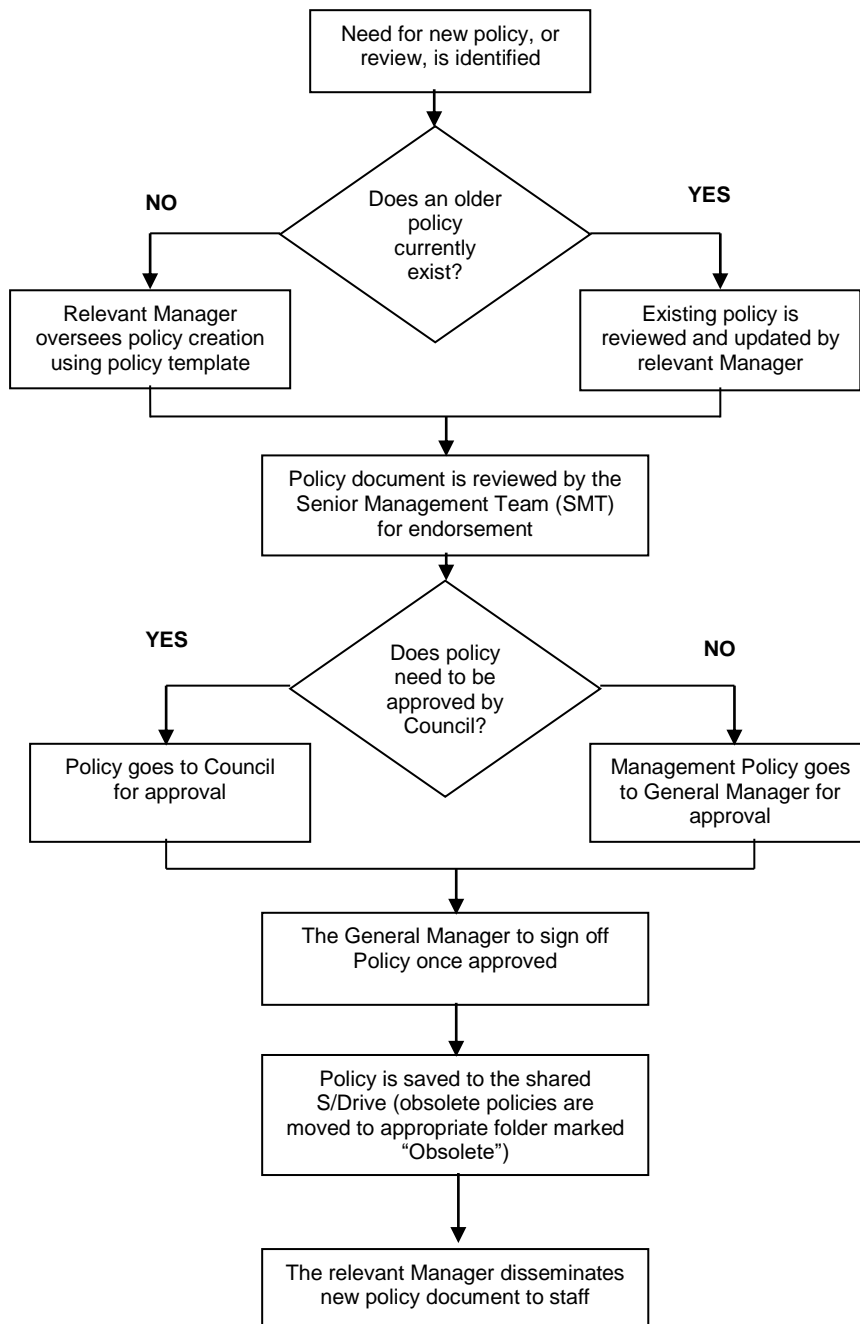 Need for new policy, or
review, is identified
NO
YES
Does an older
policy
currently
exist?
Relevant Manager
oversees policy creation
using policy template
Existing policy is
reviewed and updated by
relevant Manager
Policy document is reviewed by the
Senior Management Team (SMT)
for endorsement
YES
NO
Does policy
need to be
approved by
Council?
Policy goes to Council
for approval
Management Policy goes
to General Manager for
approval
The General Manager to sign off
Policy once approved
Policy is saved to the shared
S/Drive (obsolete policies are
moved to appropriate folder marked
“Obsolete”)
The relevant Manager disseminates
new policy document to staff